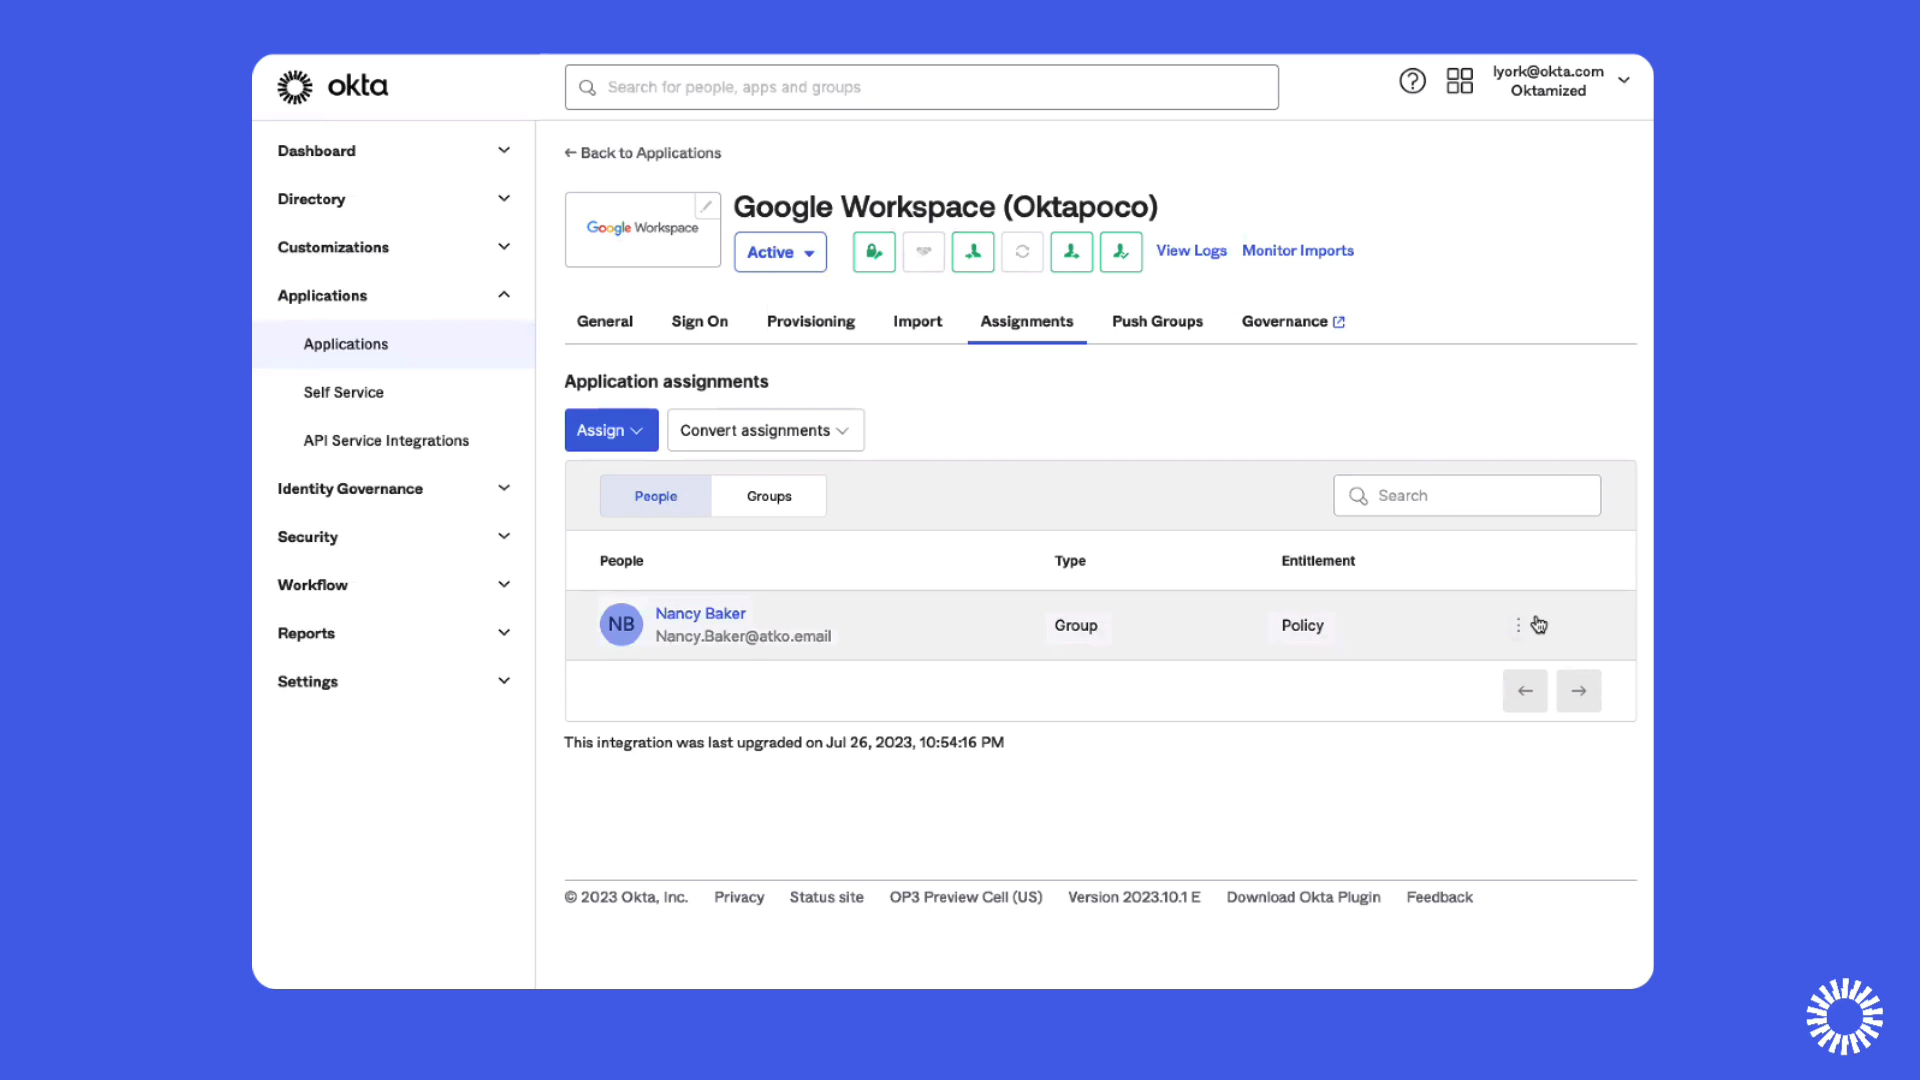 okta
Search for people, apps and groups
lyork@okta.com
Oktamized
Dashboard
Directory
Customizations
Applications
Applications
Self Service
API Service Integrations
Identity Governance
Security
Workflow
Reports
Settings
← Back to Applications
Google Workspace
Google Workspace (Oktapoco)
Active
View Logs
Monitor Imports
General
Sign On
Provisioning
Import
Assignments
Push Groups
Governance
Application assignments
Assign
Convert assignments
People
Groups
Search
People
Type
Entitlement
NB
Nancy Baker
Nancy.Baker@atko.email
Group
Policy
This integration was last upgraded on Jul 26, 2023, 10:54:16 PM
© 2023 Okta, Inc.
Privacy
Status site
OP3 Preview Cell (US)
Version 2023.10.1 E
Download Okta Plugin
Feedback